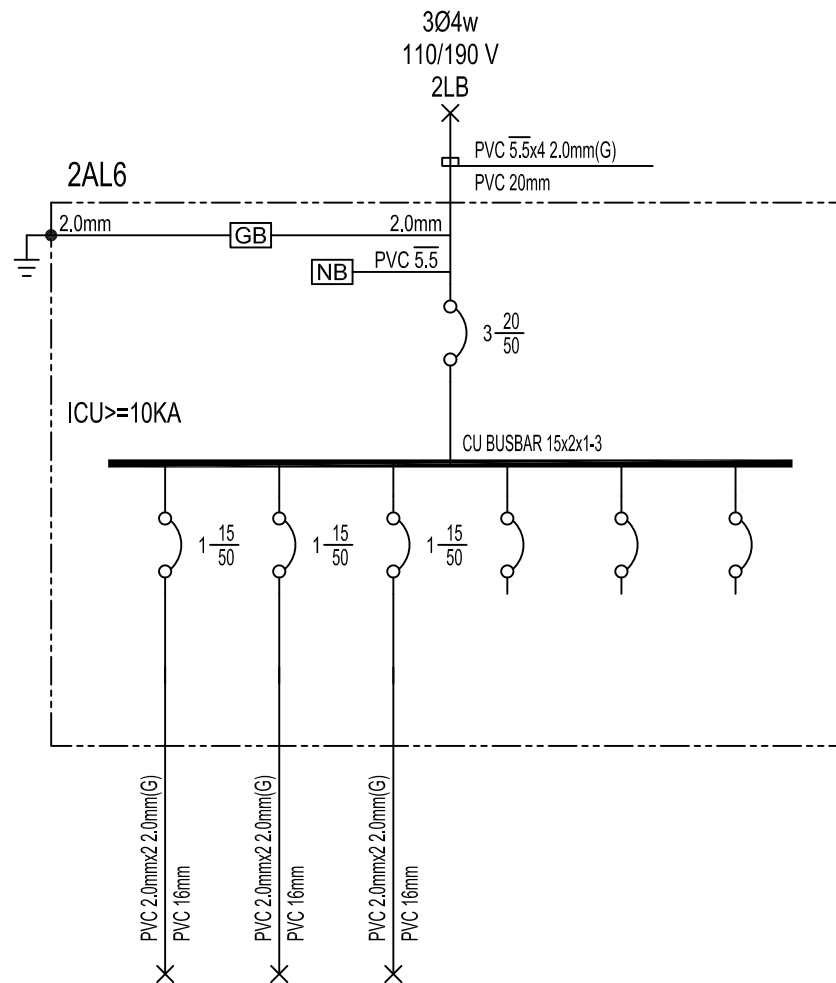 3Ø4w
110/190 V
2LB
PVC 5.5x4 2.0mm(G)
PVC 20mm
2AL6
2.0mm
GB
2.0mm
NB
PVC 5.5
3 20/50
ICU>=10KA
CU BUSBAR 15x2x1-3
1 15/50
1 15/50
1 15/50
PVC 2.0mmx2 2.0mm(G)
PVC 16mm
PVC 2.0mmx2 2.0mm(G)
PVC 16mm
PVC 2.0mmx2 2.0mm(G)
PVC 16mm